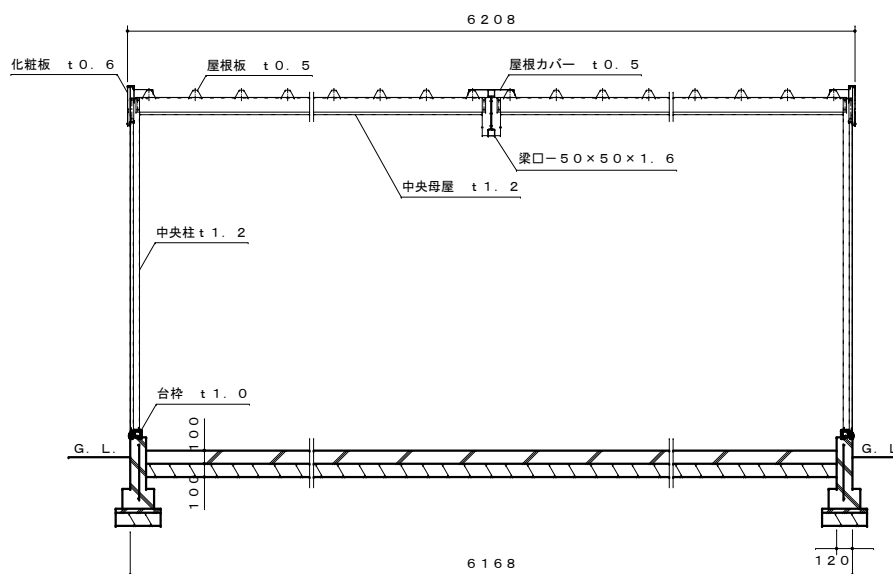 ６２０８
化粧板 ｔ０．６
屋根板 ｔ０．５
屋根カバー ｔ０．５
梁口－５０×５０×１．６
中央母屋 ｔ１．２
中央柱ｔ１．２
台枠 ｔ１．０
Ｇ．Ｌ．
１００
１００
Ｇ．Ｌ
１２０
６１６８